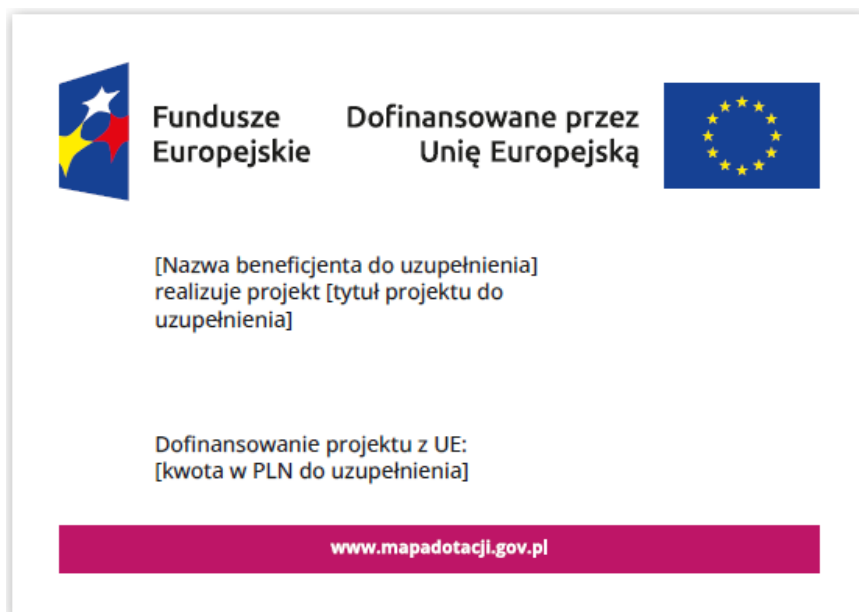 Fundusze
Europejskie
Dofinansowane przez
Unię Europejską
[Nazwa beneficjenta do uzupełnienia]
realizuje projekt [tytuł projektu do
uzupełnienia]
Dofinansowanie projektu z UE:
[kwota w PLN do uzupełnienia]
www.mapadotacji.gov.pl